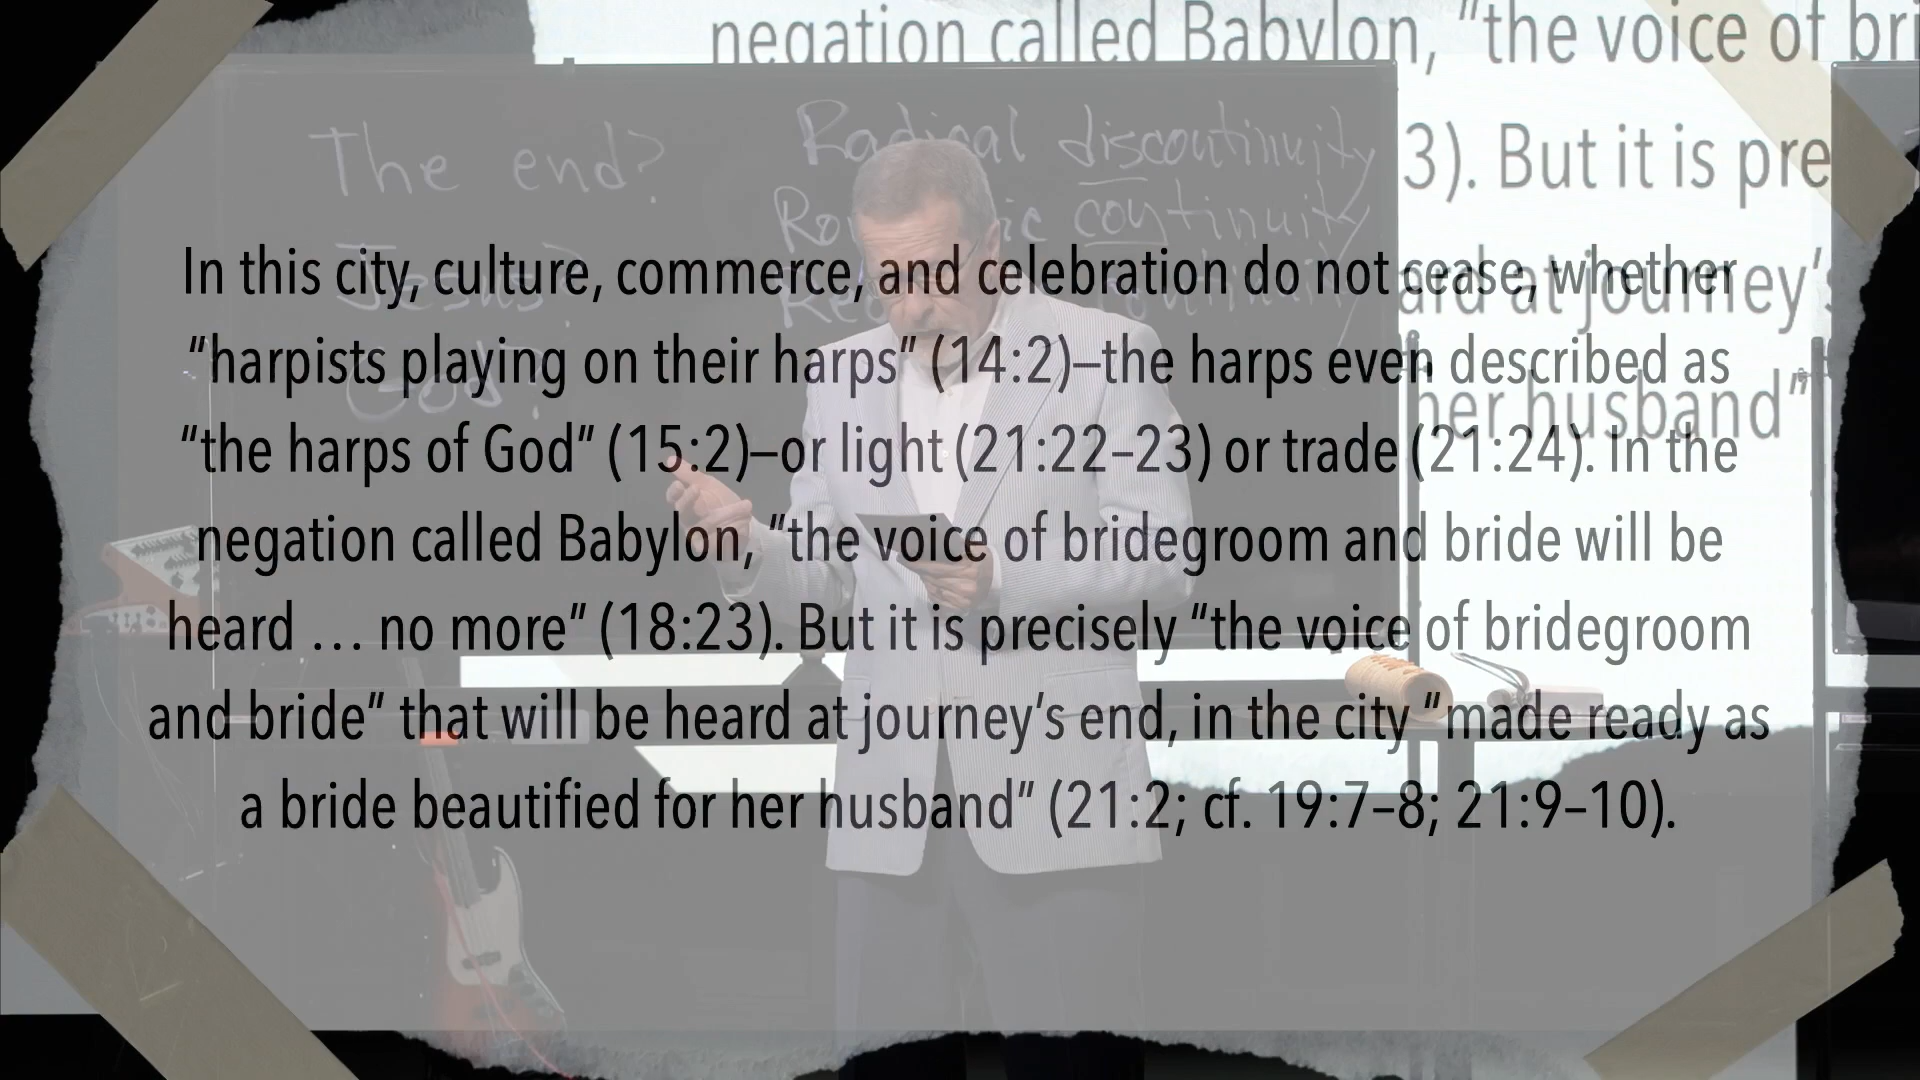 negation called Babylon, "the voice of bri
3). But it is pre
ard at journey's
her husband"
The end?
Jesus?
God?
Radical discontinuity
continuity
In this city, culture, commerce, and celebration do not cease, whether
"harpists playing on their harps" (14:2)–the harps even described as
"the harps of God" (15:2)–or light (21:22–23) or trade (21:24). In the
negation called Babylon, "the voice of bridegroom and bride will be
heard … no more" (18:23). But it is precisely "the voice of bridegroom
and bride" that will be heard at journey's end, in the city "made ready as
a bride beautified for her husband" (21:2; cf. 19:7–8; 21:9–10).